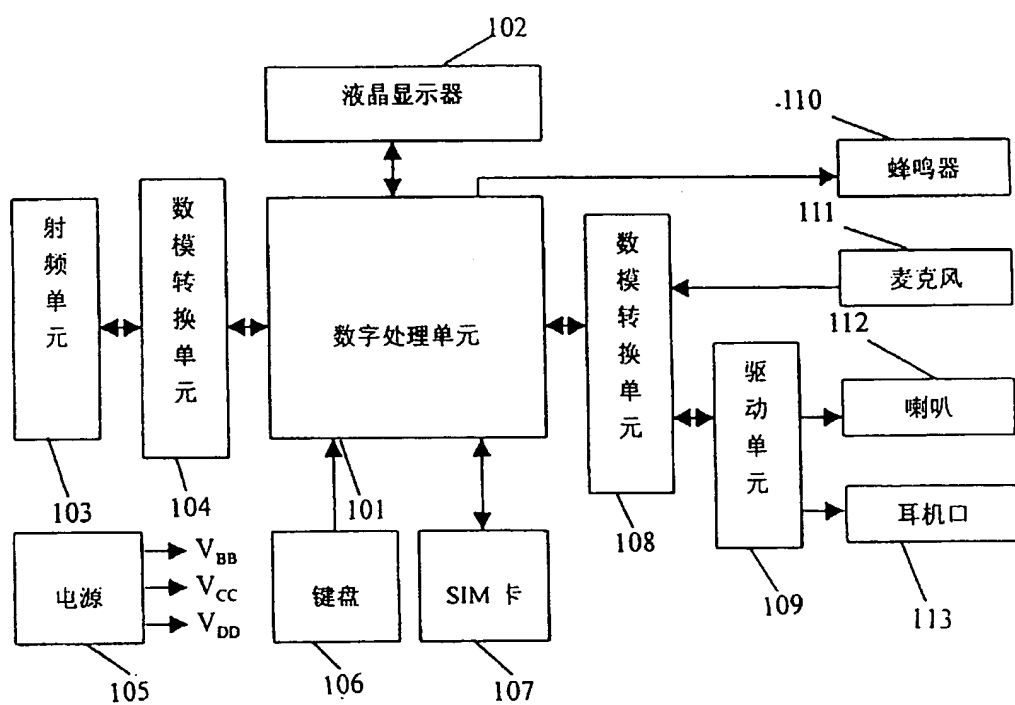 102
液晶显示器
110
蜂鸣器
射频单元
数模转换单元
数字处理单元
数模转换单元
111
麦克风
112
驱动单元
喇叭
103
104
101
108
耳机口
109
113
电源
V_BB
V_CC
V_DD
键盘
SIM 卡
105
106
107